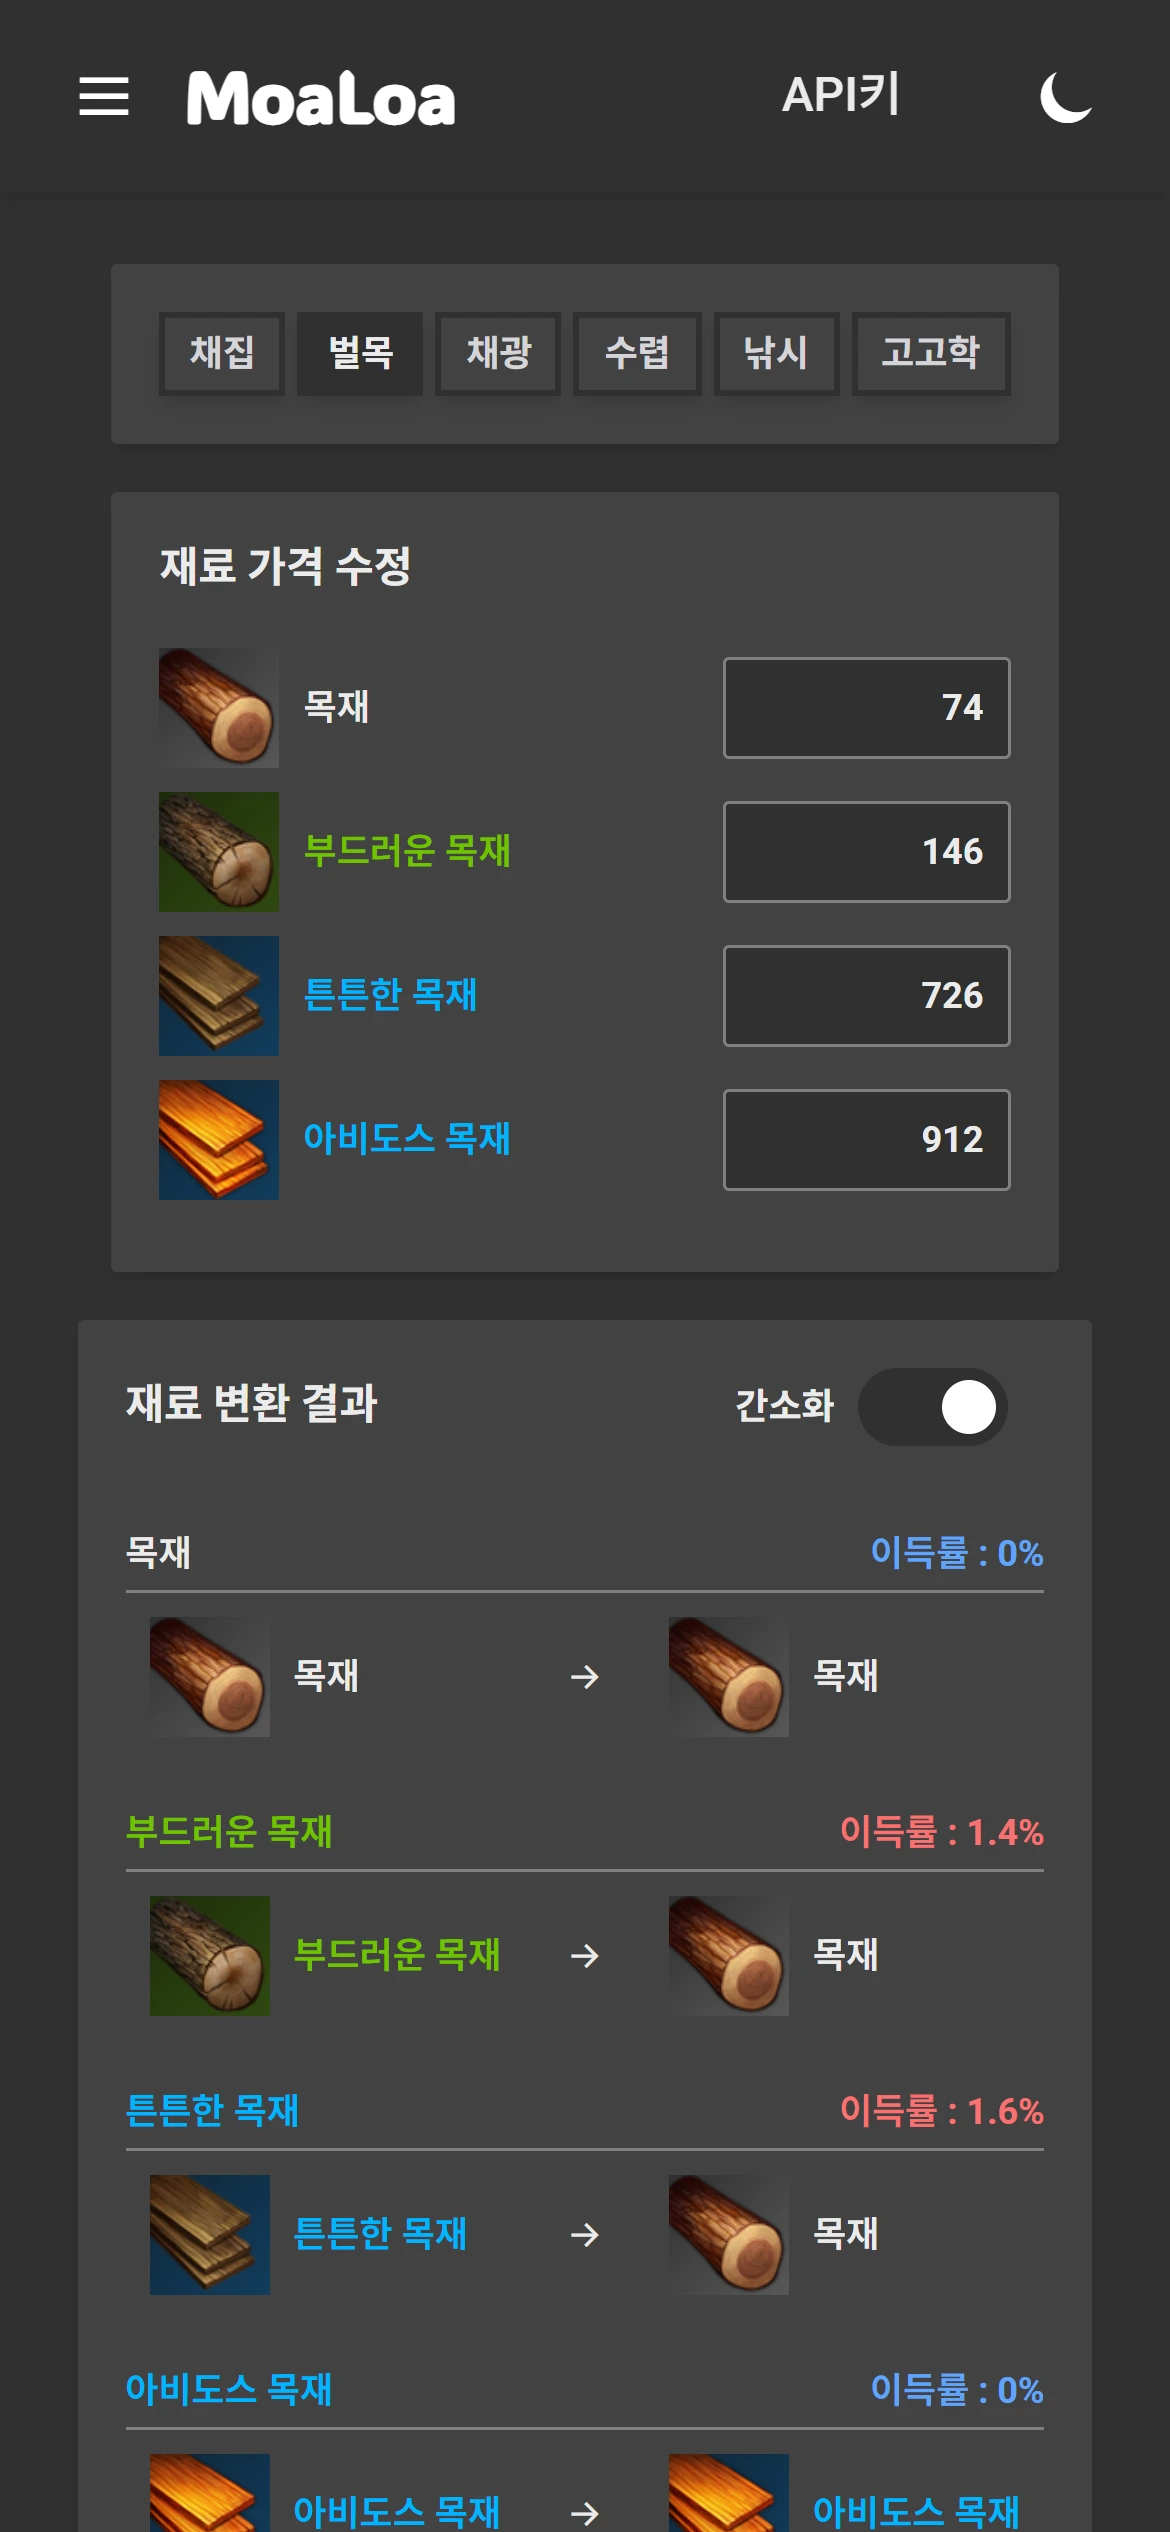 MoaLoa API키
채집 벌목 채광 수렵 낚시 고고학
재료 가격 수정
목재 74
부드러운 목재 146
튼튼한 목재 726
아비도스 목재 912
재료 변환 결과 간소화
목재 이득률 : 0%
목재 → 목재
부드러운 목재 이득률 : 1.4%
부드러운 목재 → 목재
튼튼한 목재 이득률 : 1.6%
튼튼한 목재 → 목재
아비도스 목재 이득률 : 0%
아비도스 목재 → 아비도스 목재